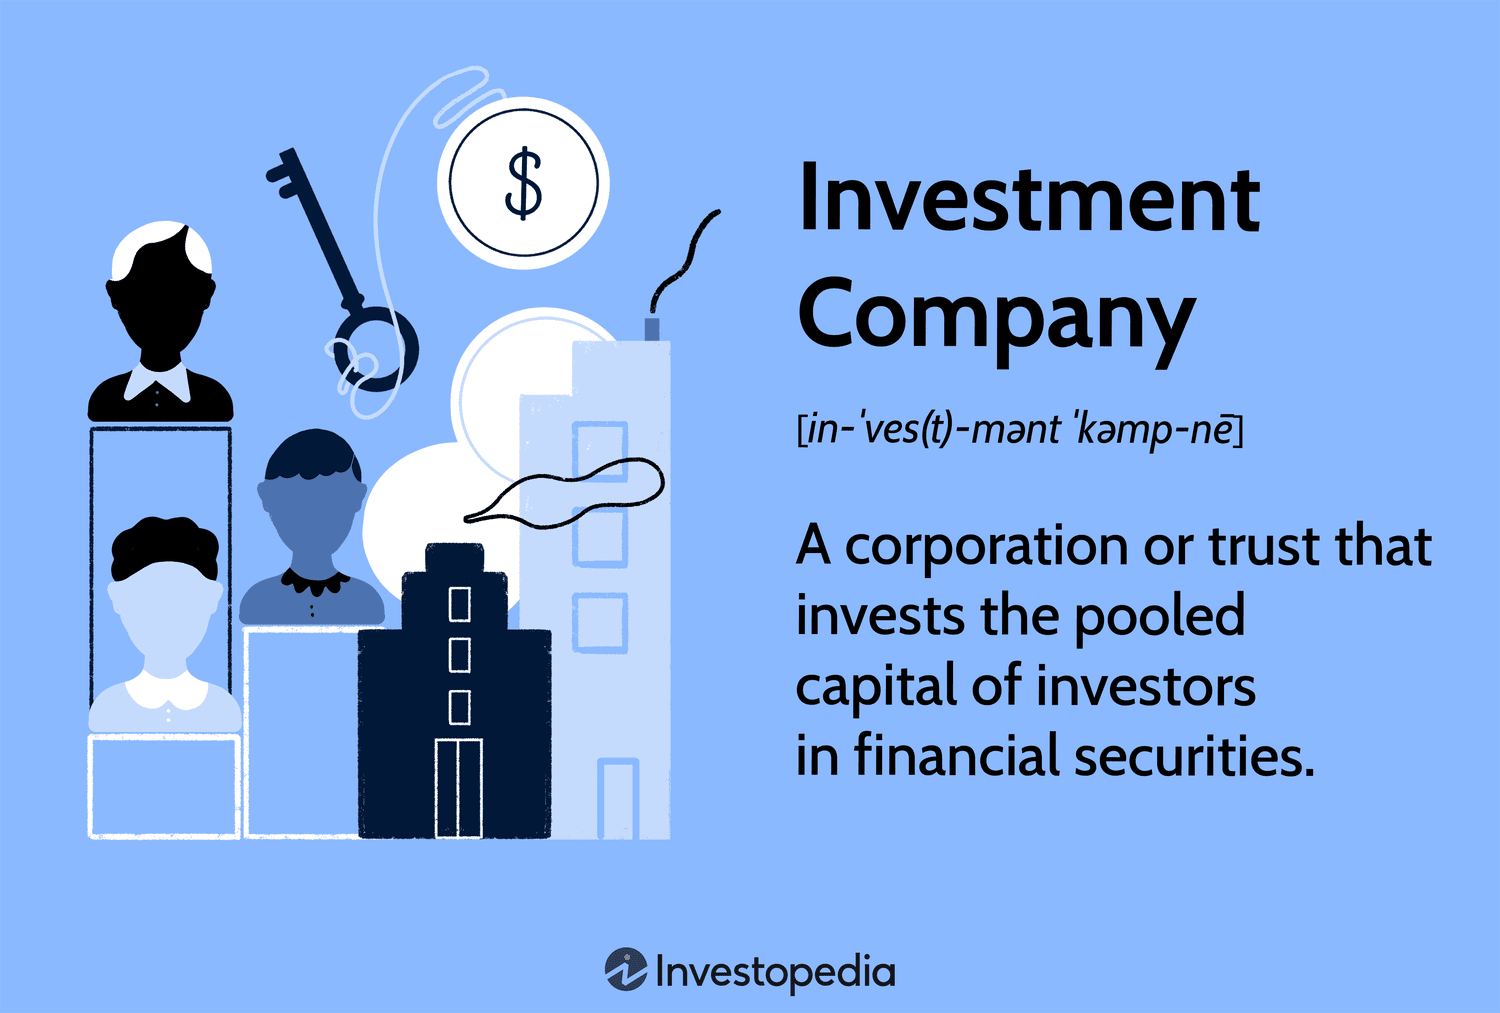 $
Investment
Company
[in-ˈves(t)-mənt ˈkəmp-nē]
A corporation or trust that
invests the pooled
capital of investors
in financial securities.
Investopedia